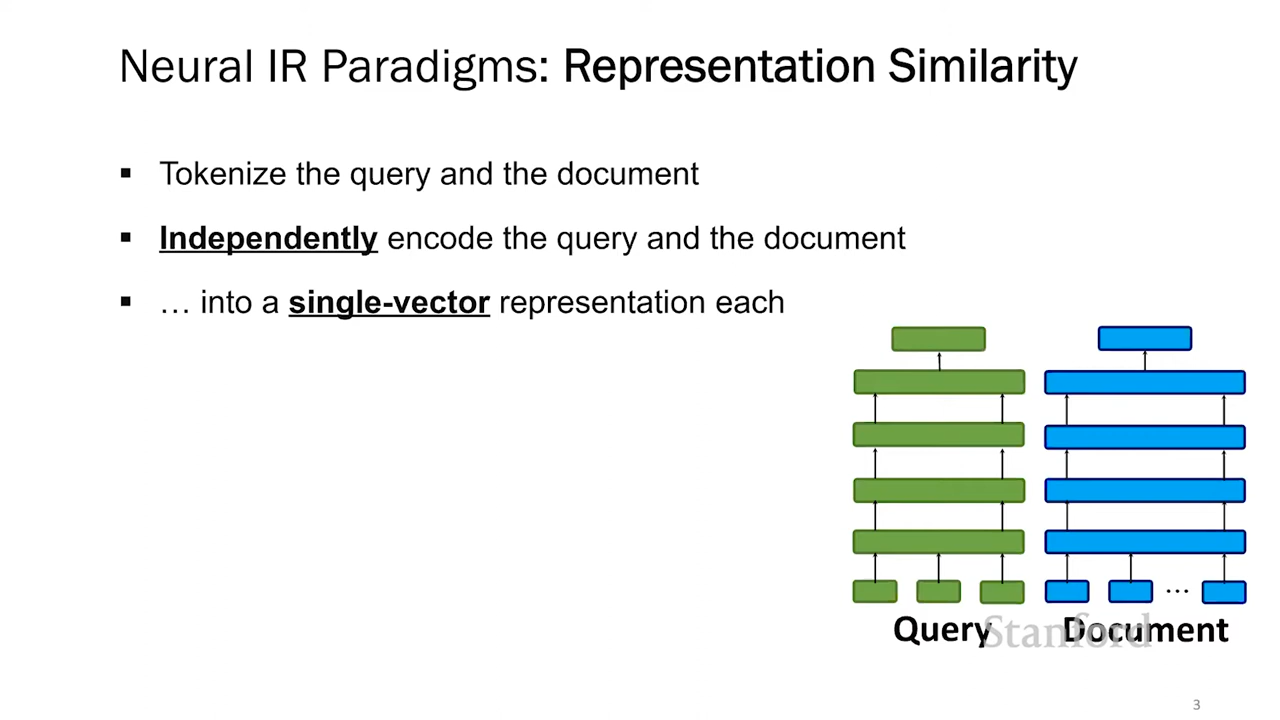 Neural IR Paradigms: Representation Similarity
▪ Tokenize the query and the document
▪ Independently encode the query and the document
▪ … into a single-vector representation each
…
Query Document
Stanford
3